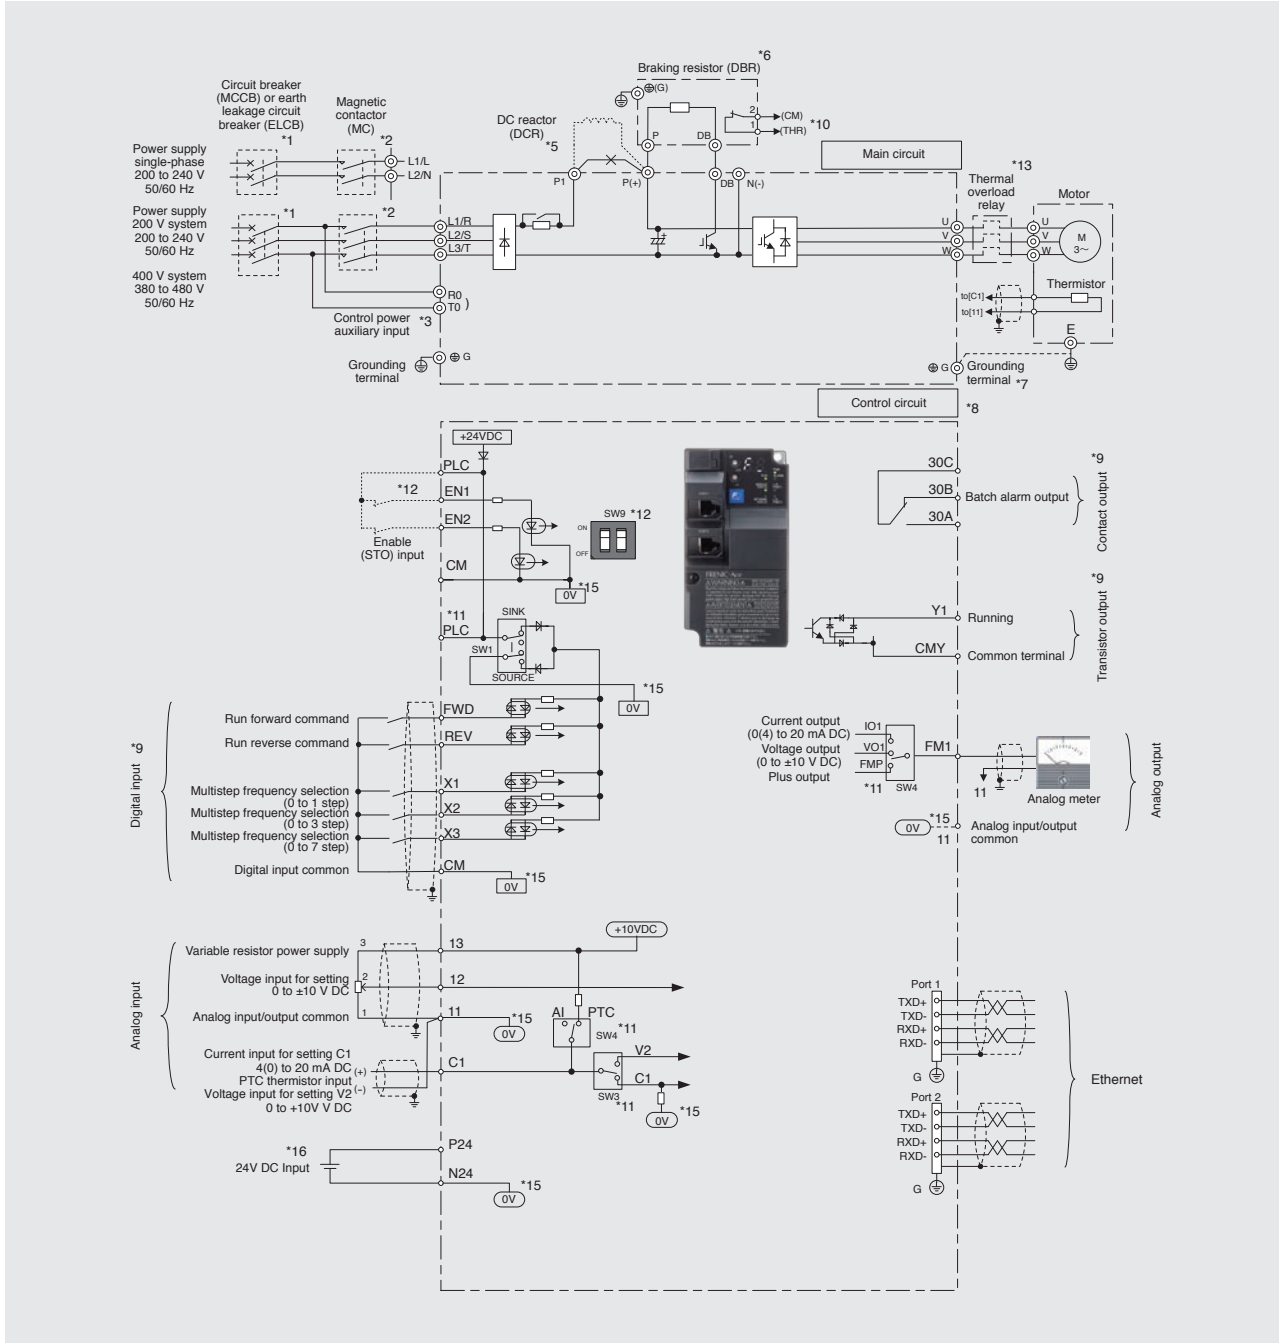 Circuit breaker
(MCCB) or earth
leakage circuit
breaker (ELCB)
*1
Magnetic
contactor
(MC)
*2
Power supply
single-phase
200 to 240 V
50/60 Hz
L1/L
L2/N
Power supply
200 V system
200 to 240 V
50/60 Hz
*1
*2
L1/R
L2/S
L3/T
400 V system
380 to 480 V
50/60 Hz
R0
T0 )
Control power
auxiliary input
*3
Grounding
terminal
G
DC reactor
(DCR)
*5
P1
P(+)
Braking resistor (DBR)
*6
(G)
P
DB
2
1
(CM)
(THR)
*10
DB
N(-)
Main circuit
*13
Thermal
overload
relay
Motor
U
V
W
U
V
W
M
3~
Thermistor
to[C1]
to[11]
E
G
Grounding
terminal *7
Control circuit
*8
+24VDC
PLC
*12
EN1
EN2
Enable
(STO) input
CM
SW9 *12
ON
OFF
*15
0V
*11
PLC
SINK
SW1
SOURCE
*15
0V
30C
30B
30A
Batch alarm output
*9
Contact output
Y1
Running
CMY
Common terminal
*9
Transistor output
FRENIC-Ace
WARNING
*9
Digital input
Run forward command
FWD
Run reverse command
REV
Multistep frequency selection
(0 to 1 step)
X1
Multistep frequency selection
(0 to 3 step)
X2
Multistep frequency selection
(0 to 7 step)
X3
Digital input common
CM
*15
0V
Current output
(0(4) to 20 mA DC)
Voltage output
(0 to ±10 V DC)
Plus output
IO1
VO1
FMP
*11
SW4
FM1
11
Analog meter
Analog output
0V
*15
11
Analog input/output
common
Analog input
Variable resistor power supply
3
13
+10VDC
Voltage input for setting
0 to ±10 V DC
2
12
Analog input/output common
1
11
*15
0V
AI
PTC
SW4
*11
Current input for setting C1
4(0) to 20 mA DC
PTC thermistor input
Voltage input for setting V2
0 to +10V V DC
(+)
(−)
C1
V2
C1
SW3
*11
*15
0V
*16
24V DC Input
P24
N24
*15
0V
Port 1
TXD+
TXD-
RXD+
RXD-
G
Port 2
TXD+
TXD-
RXD+
RXD-
G
Ethernet